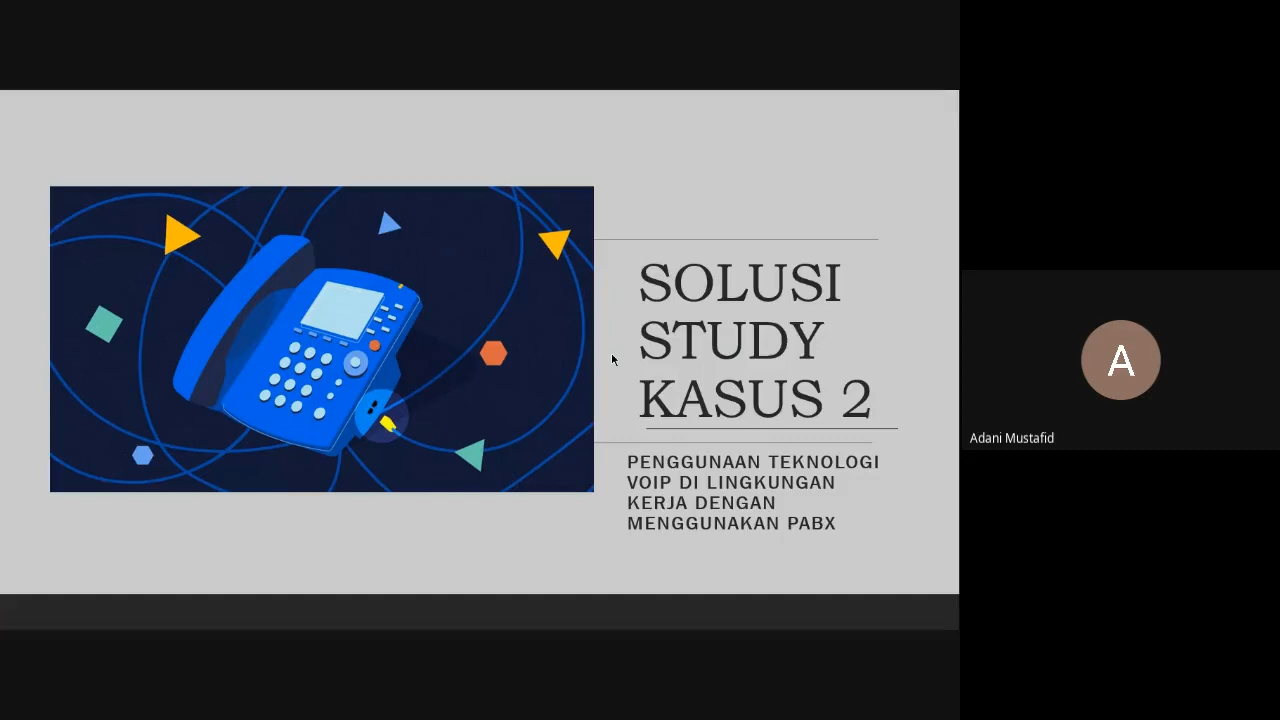 SOLUSI
STUDY
KASUS 2
PENGGUNAAN TEKNOLOGI
VOIP DI LINGKUNGAN
KERJA DENGAN
MENGGUNAKAN PABX
A
Adani Mustafid